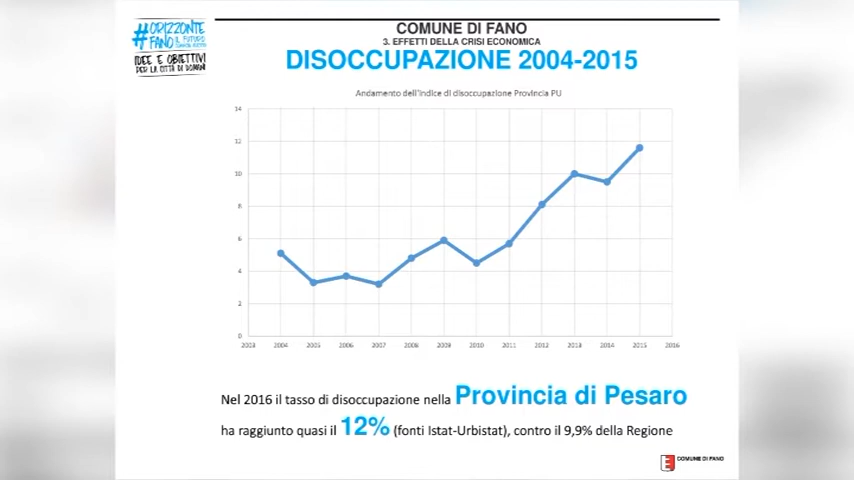 #ORIZZONTE
FANO IL FUTURO
IDEE E OBIETTIVI
PER LA CITTÀ DI DOMANI
COMUNE DI FANO
3. EFFETTI DELLA CRISI ECONOMICA
DISOCCUPAZIONE 2004-2015
Andamento dell'indice di disoccupazione Provincia PU
14
12
10
8
6
4
2
0
2003 2004 2005 2006 2007 2008 2009 2010 2011 2012 2013 2014 2015 2016
Nel 2016 il tasso di disoccupazione nella Provincia di Pesaro
ha raggiunto quasi il 12% (fonti Istat-Urbistat), contro il 9,9% della Regione
COMUNE DI FANO